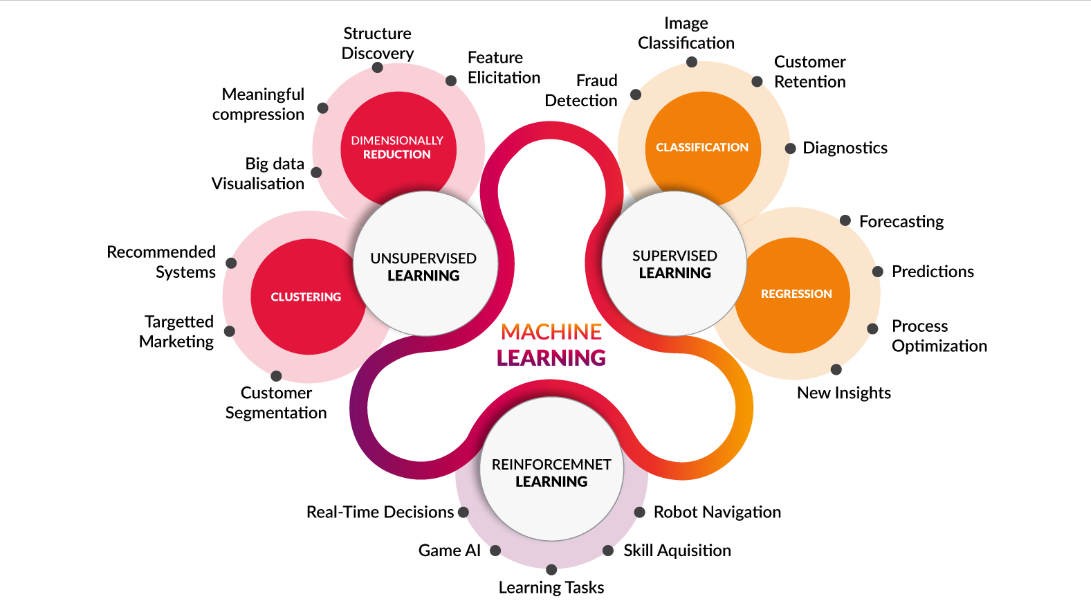 Structure
Discovery
Feature
Elicitation
Meaningful
compression
Big data
Visualisation
DIMENSIONALLY
REDUCTION
UNSUPERVISED
LEARNING
Recommended
Systems
Targetted
Marketing
Customer
Segmentation
CLUSTERING
Image
Classification
Fraud
Detection
Customer
Retention
Diagnostics
CLASSIFICATION
SUPERVISED
LEARNING
Forecasting
Predictions
Process
Optimization
New Insights
REGRESSION
MACHINE
LEARNING
REINFORCEMNET
LEARNING
Real-Time Decisions
Game AI
Learning Tasks
Skill Aquisition
Robot Navigation